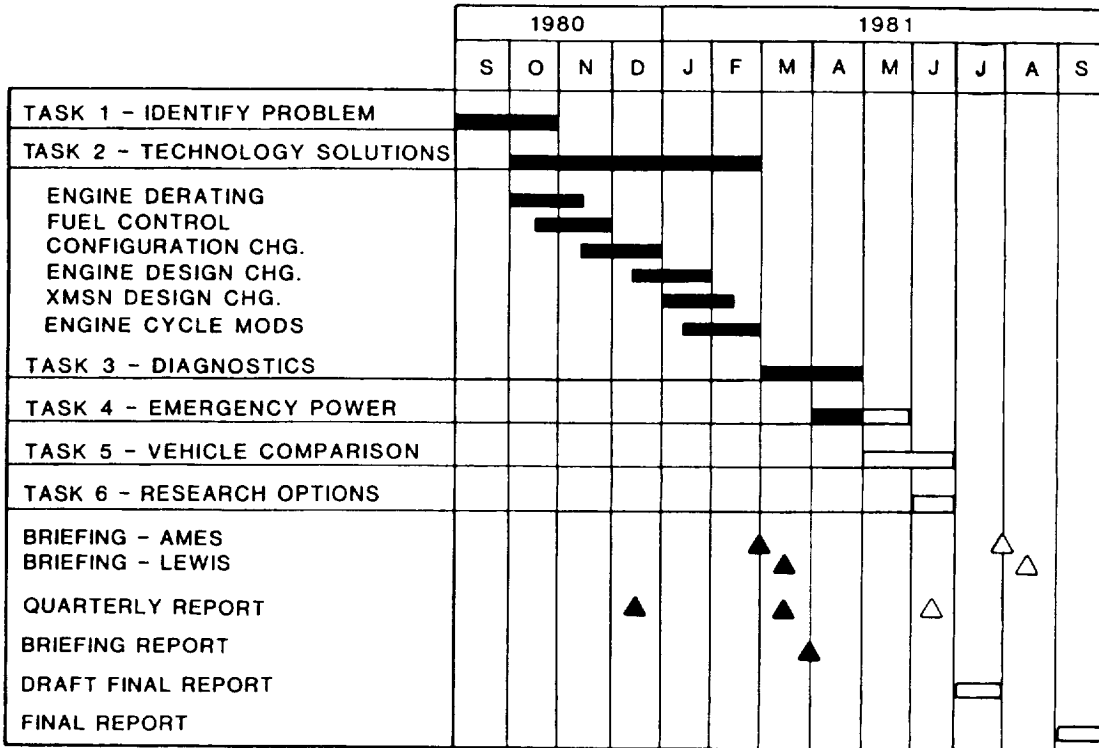 1980 1981
S O N D J F M A M J J A S
TASK 1 - IDENTIFY PROBLEM
TASK 2 - TECHNOLOGY SOLUTIONS
ENGINE DERATING
FUEL CONTROL
CONFIGURATION CHG.
ENGINE DESIGN CHG.
XMSN DESIGN CHG.
ENGINE CYCLE MODS
TASK 3 - DIAGNOSTICS
TASK 4 - EMERGENCY POWER
TASK 5 - VEHICLE COMPARISON
TASK 6 - RESEARCH OPTIONS
BRIEFING - AMES
BRIEFING - LEWIS
QUARTERLY REPORT
BRIEFING REPORT
DRAFT FINAL REPORT
FINAL REPORT